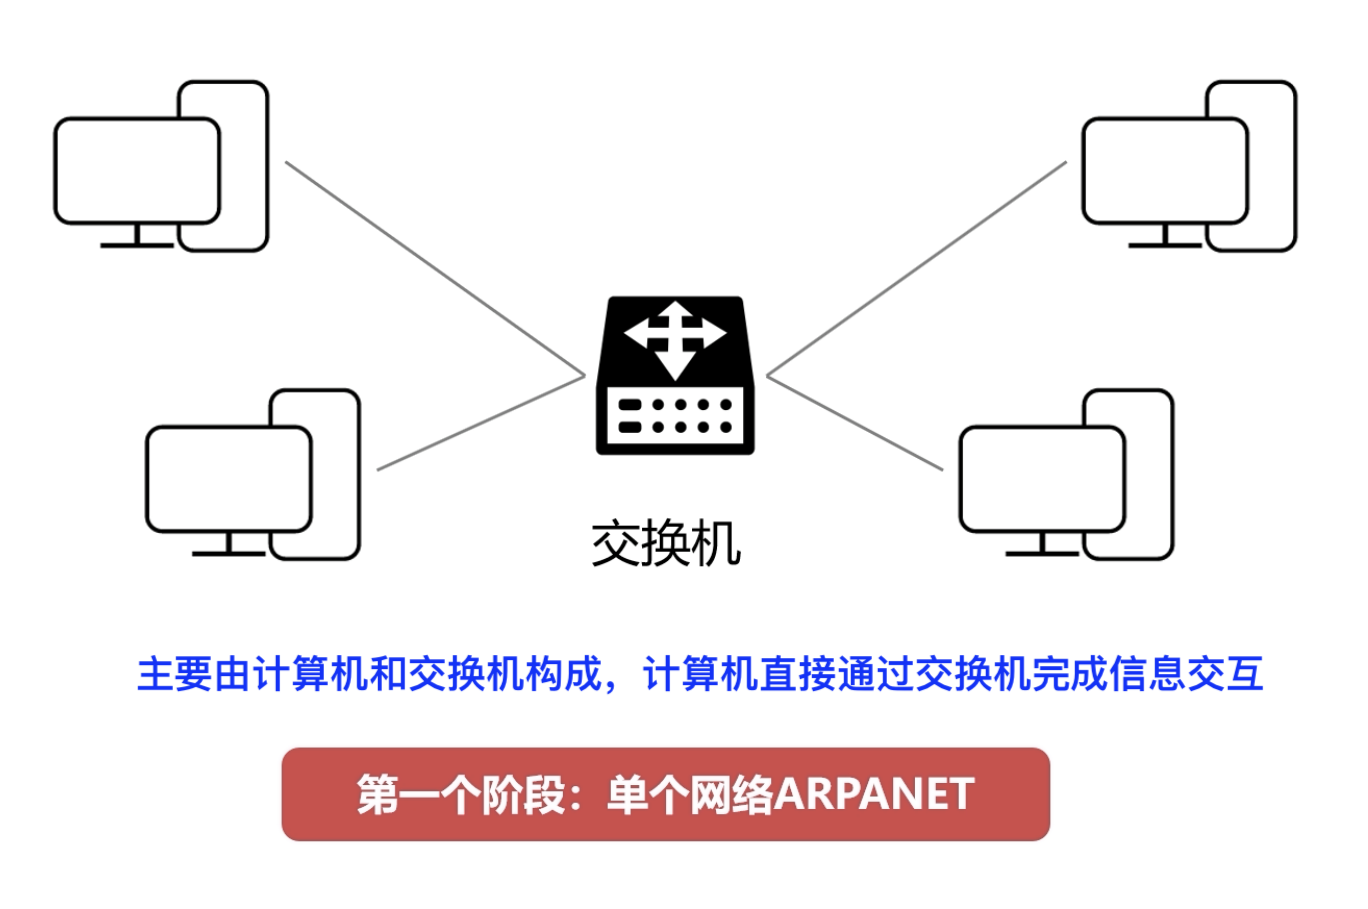 交换机
主要由计算机和交换机构成，计算机直接通过交换机完成信息交互
第一个阶段：单个网络ARPANET